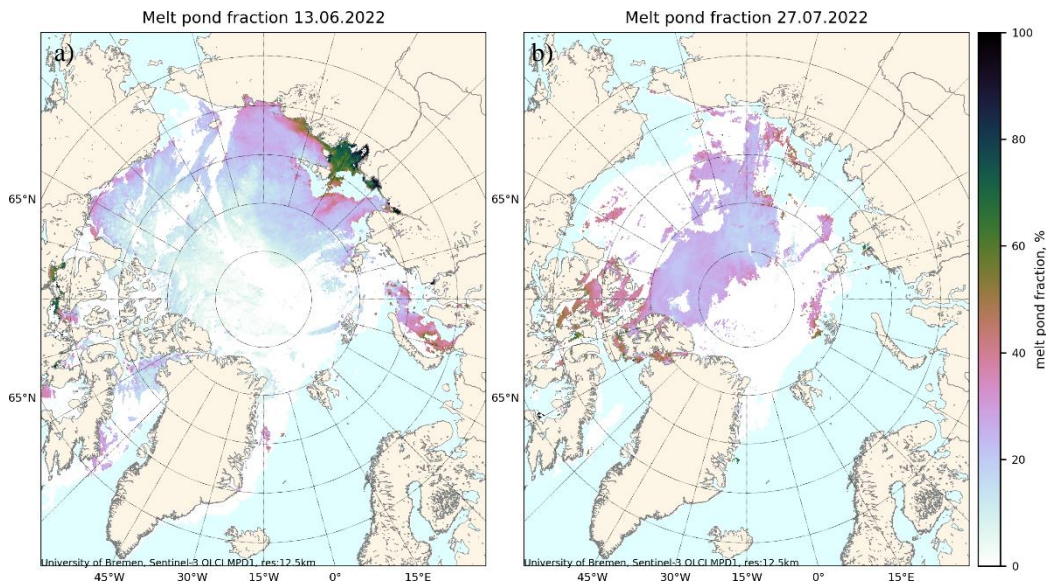 Melt pond fraction 13.06.2022
a)
65°N
65°N
University of Bremen, Sentinel-3 OLCI MPD1, res:12.5km
45°W 30°W 15°W 0° 15°E
Melt pond fraction 27.07.2022
b)
65°N
65°N
University of Bremen, Sentinel-3 OLCI MPD1, res:12.5km
45°W 30°W 15°W 0° 15°E
100
80
60
40
20
0
melt pond fraction, %